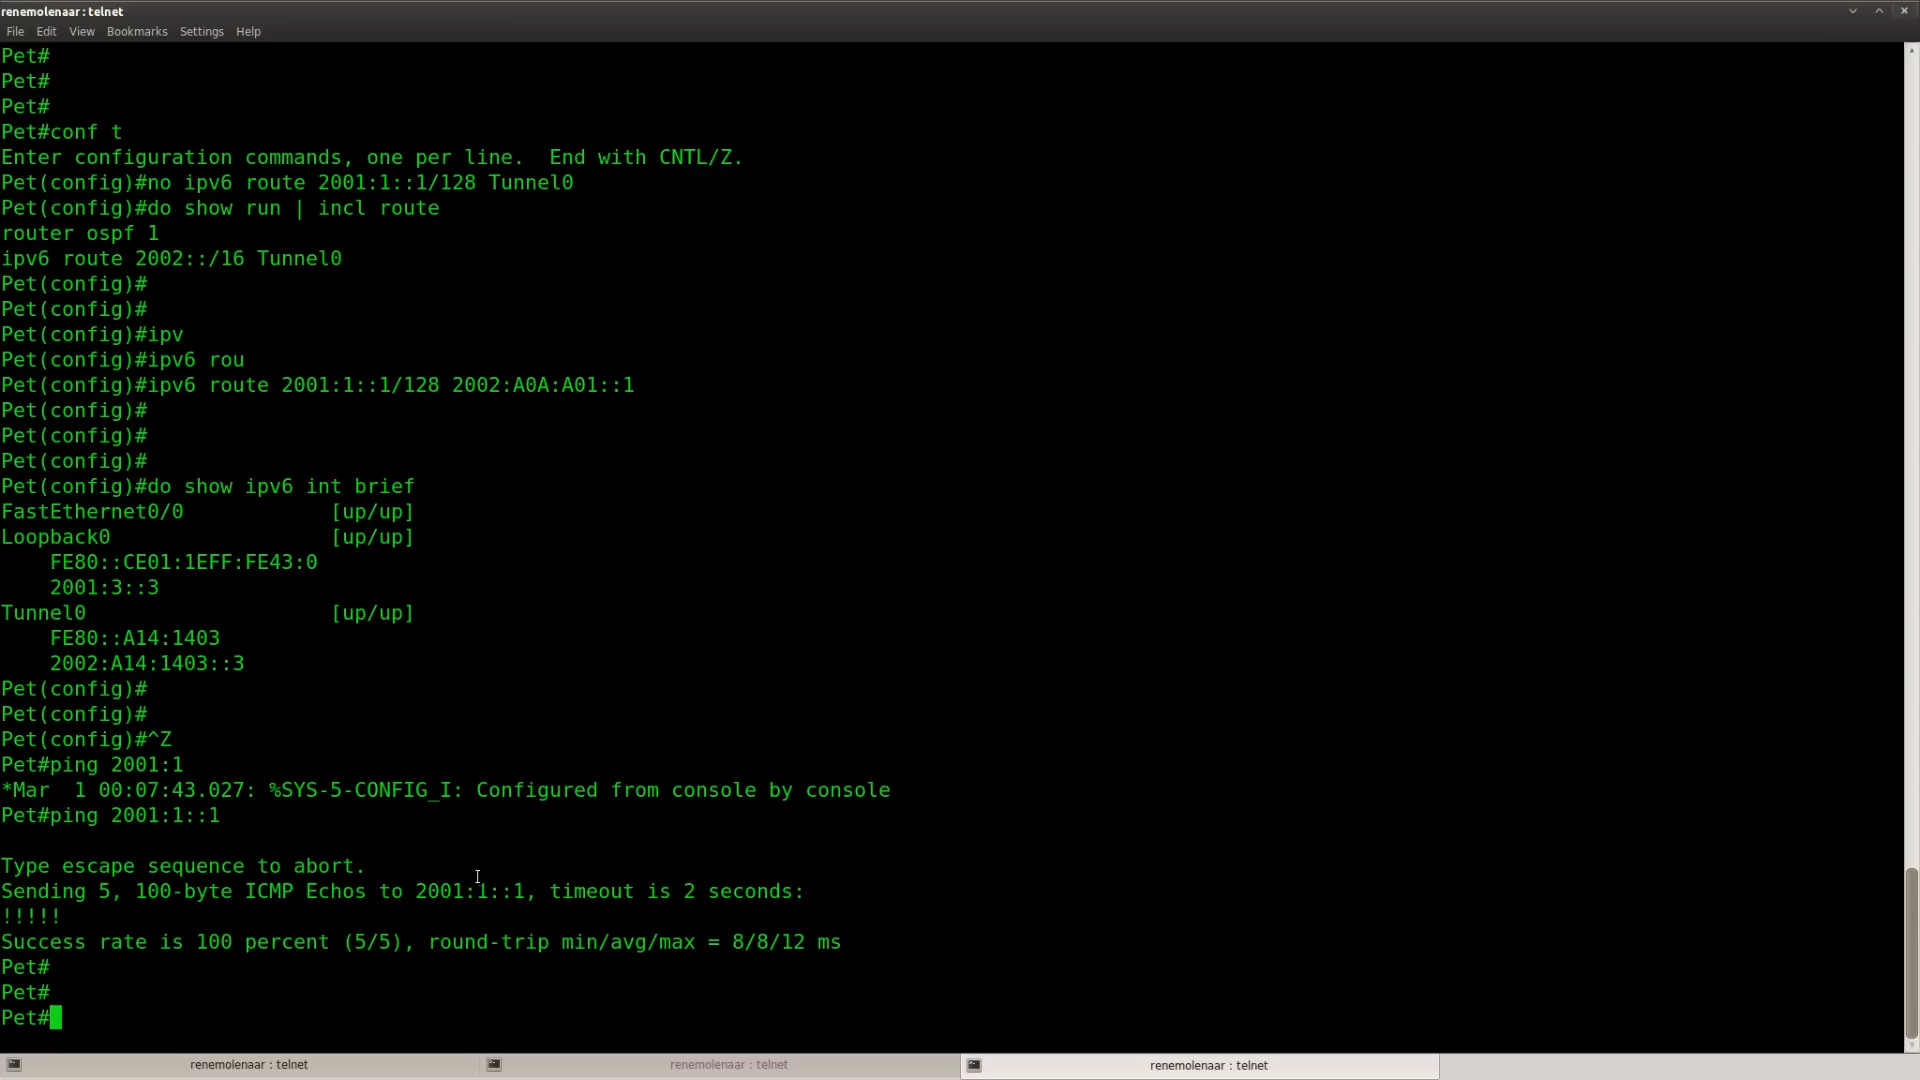 renemolenaar : telnet
File Edit View Bookmarks Settings Help
Pet#
Pet#
Pet#
Pet#conf t
Enter configuration commands, one per line.  End with CNTL/Z.
Pet(config)#no ipv6 route 2001:1::1/128 Tunnel0
Pet(config)#do show run | incl route
router ospf 1
ipv6 route 2002::/16 Tunnel0
Pet(config)#
Pet(config)#
Pet(config)#ipv
Pet(config)#ipv6 rou
Pet(config)#ipv6 route 2001:1::1/128 2002:A0A:A01::1
Pet(config)#
Pet(config)#
Pet(config)#
Pet(config)#do show ipv6 int brief
FastEthernet0/0            [up/up]
Loopback0                  [up/up]
    FE80::CE01:1EFF:FE43:0
    2001:3::3
Tunnel0                    [up/up]
    FE80::A14:1403
    2002:A14:1403::3
Pet(config)#
Pet(config)#
Pet(config)#^Z
Pet#ping 2001:1
*Mar  1 00:07:43.027: %SYS-5-CONFIG_I: Configured from console by console
Pet#ping 2001:1::1
Type escape sequence to abort.
Sending 5, 100-byte ICMP Echos to 2001:1::1, timeout is 2 seconds:
!!!!!
Success rate is 100 percent (5/5), round-trip min/avg/max = 8/8/12 ms
Pet#
Pet#
Pet#
renemolenaar : telnet
renemolenaar : telnet
renemolenaar : telnet